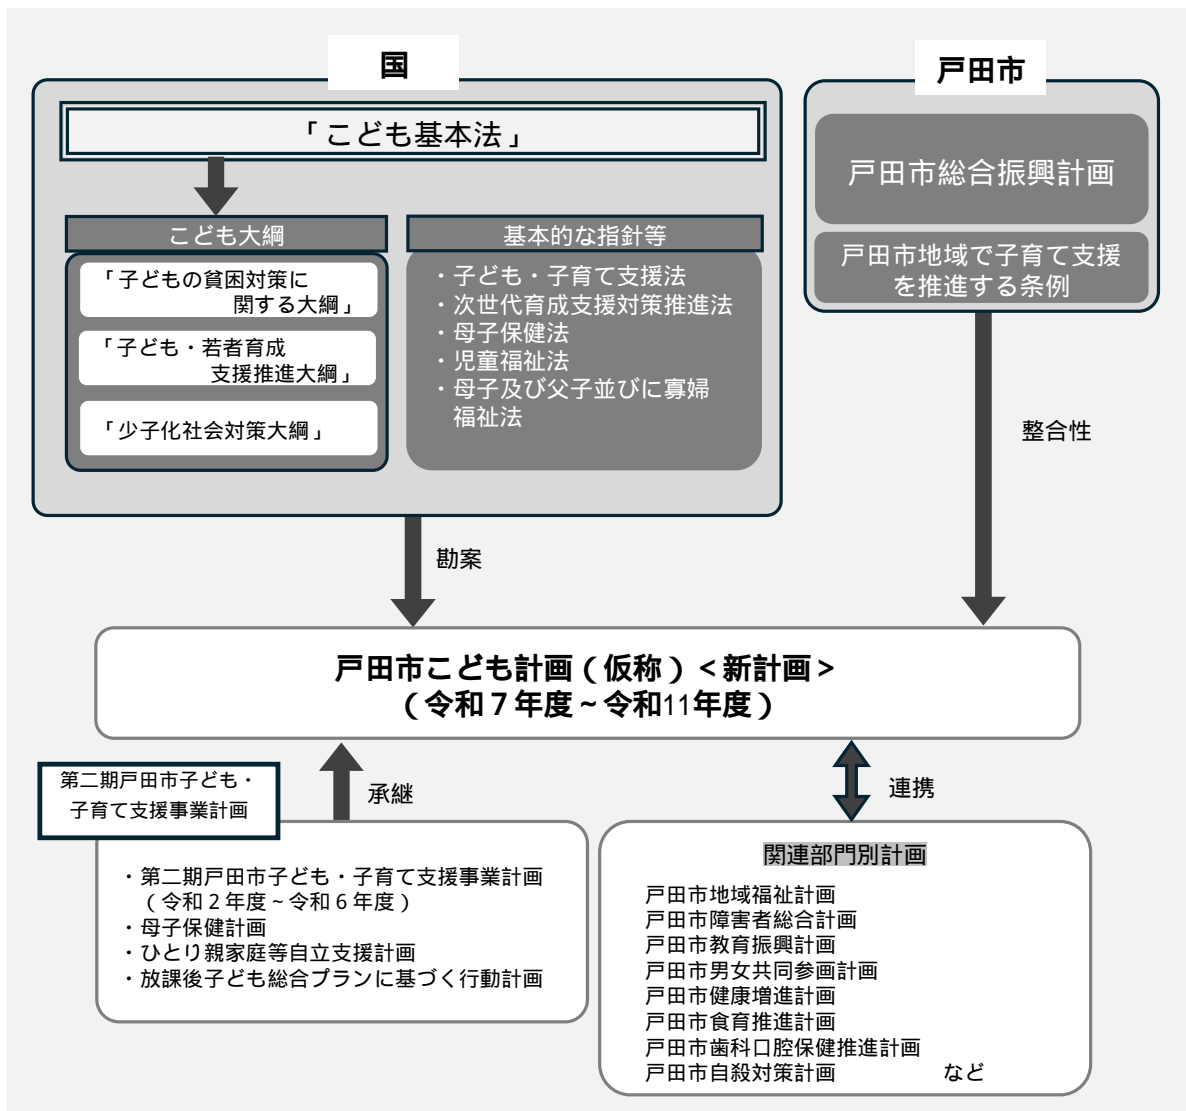 国
「こども基本法」
こども大綱
「子どもの貧困対策に
関する大綱」
「子ども・若者育成
支援推進大綱」
「少子化社会対策大綱」
基本的な指針等
・子ども・子育て支援法
・次世代育成支援対策推進法
・母子保健法
・児童福祉法
・母子及び父子並びに寡婦
福祉法
戸田市
戸田市総合振興計画
戸田市地域で子育て支援
を推進する条例
整合性
勘案
戸田市こども計画（仮称）＜新計画＞
（令和７年度～令和11年度）
第二期戸田市子ども・
子育て支援事業計画
承継
・第二期戸田市子ども・子育て支援事業計画
（令和２年度～令和６年度）
・母子保健計画
・ひとり親家庭等自立支援計画
・放課後子ども総合プランに基づく行動計画
連携
関連部門別計画
戸田市地域福祉計画
戸田市障害者総合計画
戸田市教育振興計画
戸田市男女共同参画計画
戸田市健康増進計画
戸田市食育推進計画
戸田市歯科口腔保健推進計画
戸田市自殺対策計画　　　　　など